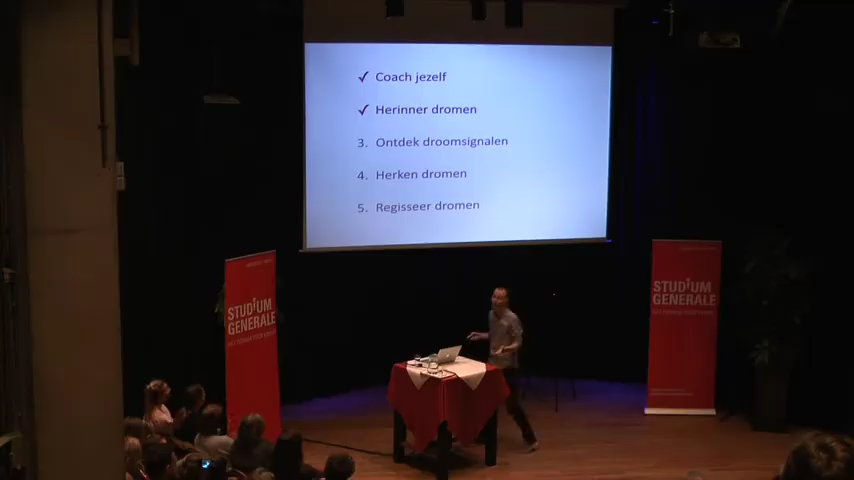 ✓ Coach jezelf
✓ Herinner dromen
3. Ontdek droomsignalen
4. Herken dromen
5. Regisseer dromen
STUDIUM
GENERALE
STUDIUM
GENERALE